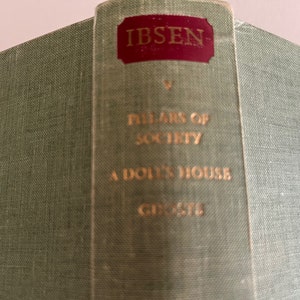 IBSEN
V
PILLARS OF
SOCIETY
A DOLL'S HOUSE
GHOSTS